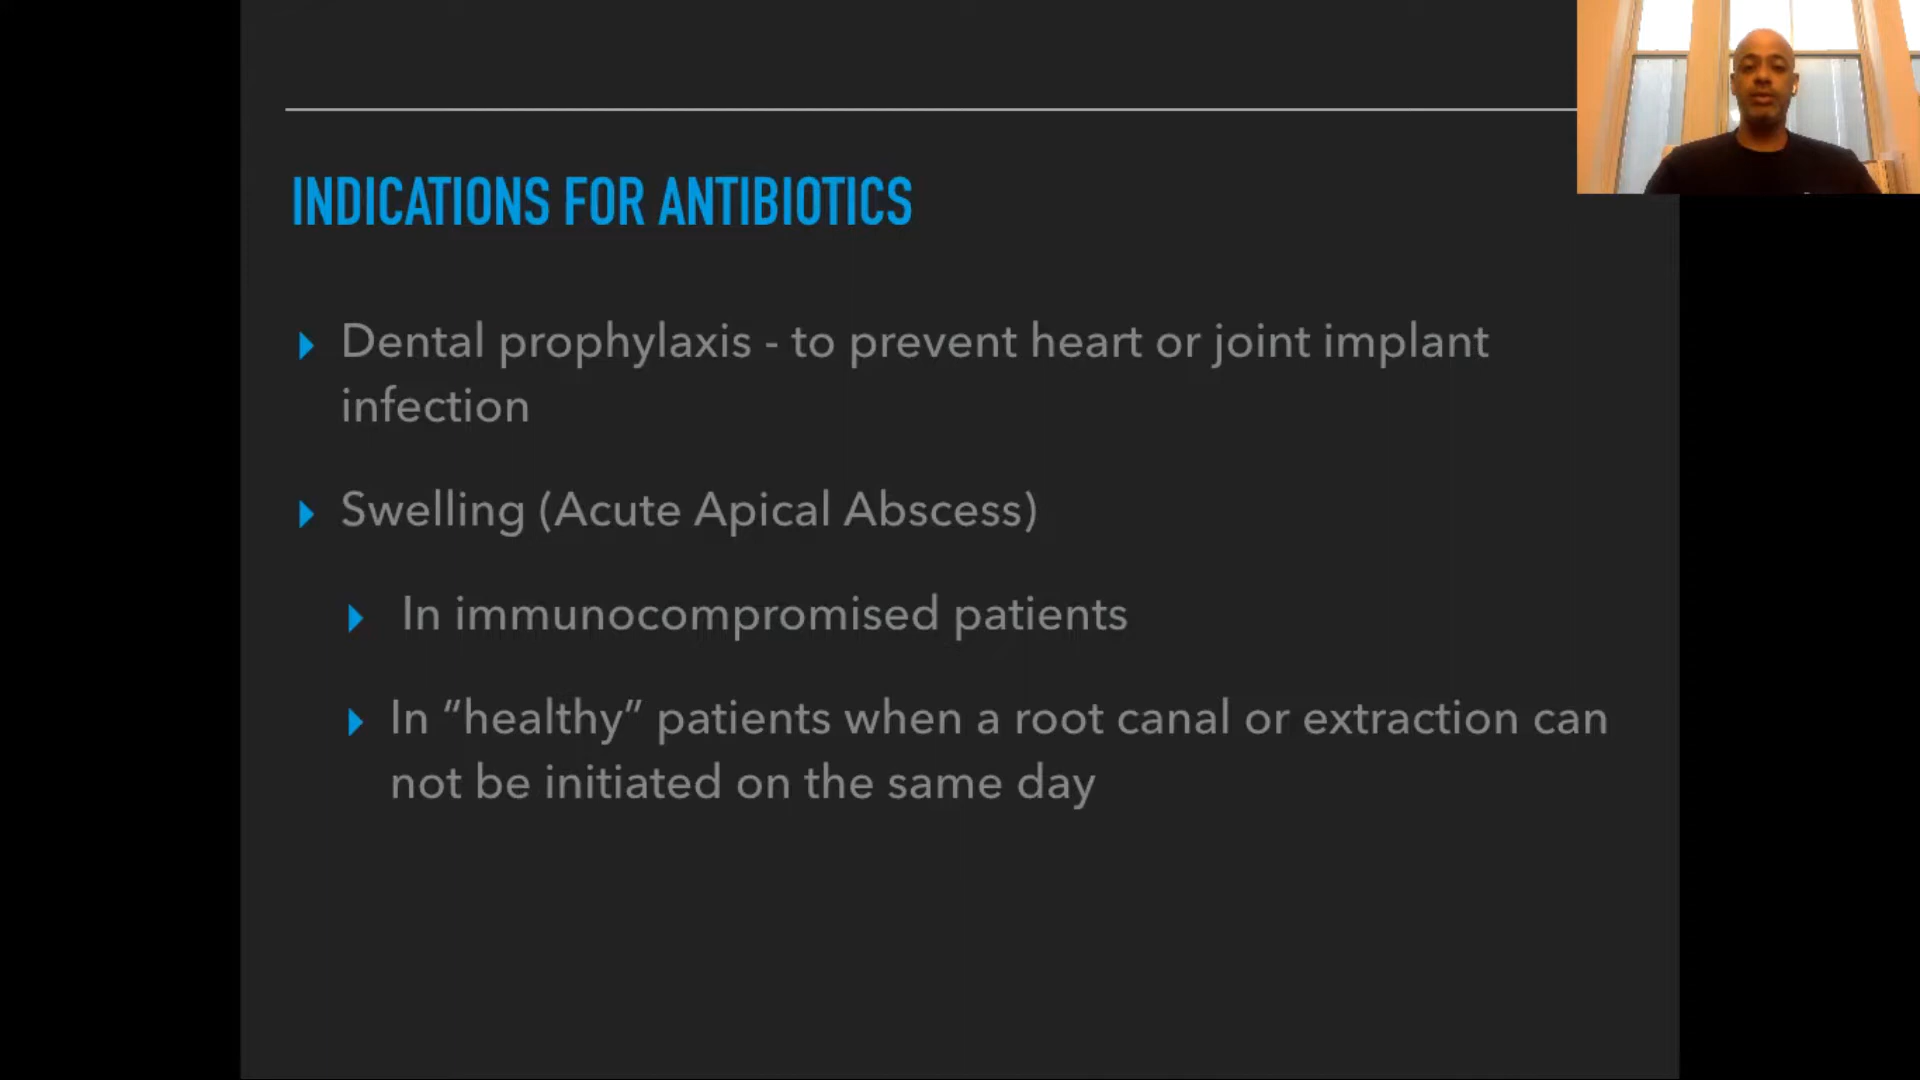 INDICATIONS FOR ANTIBIOTICS
Dental prophylaxis - to prevent heart or joint implant
infection
Swelling (Acute Apical Abscess)
In immunocompromised patients
In “healthy” patients when a root canal or extraction can
not be initiated on the same day